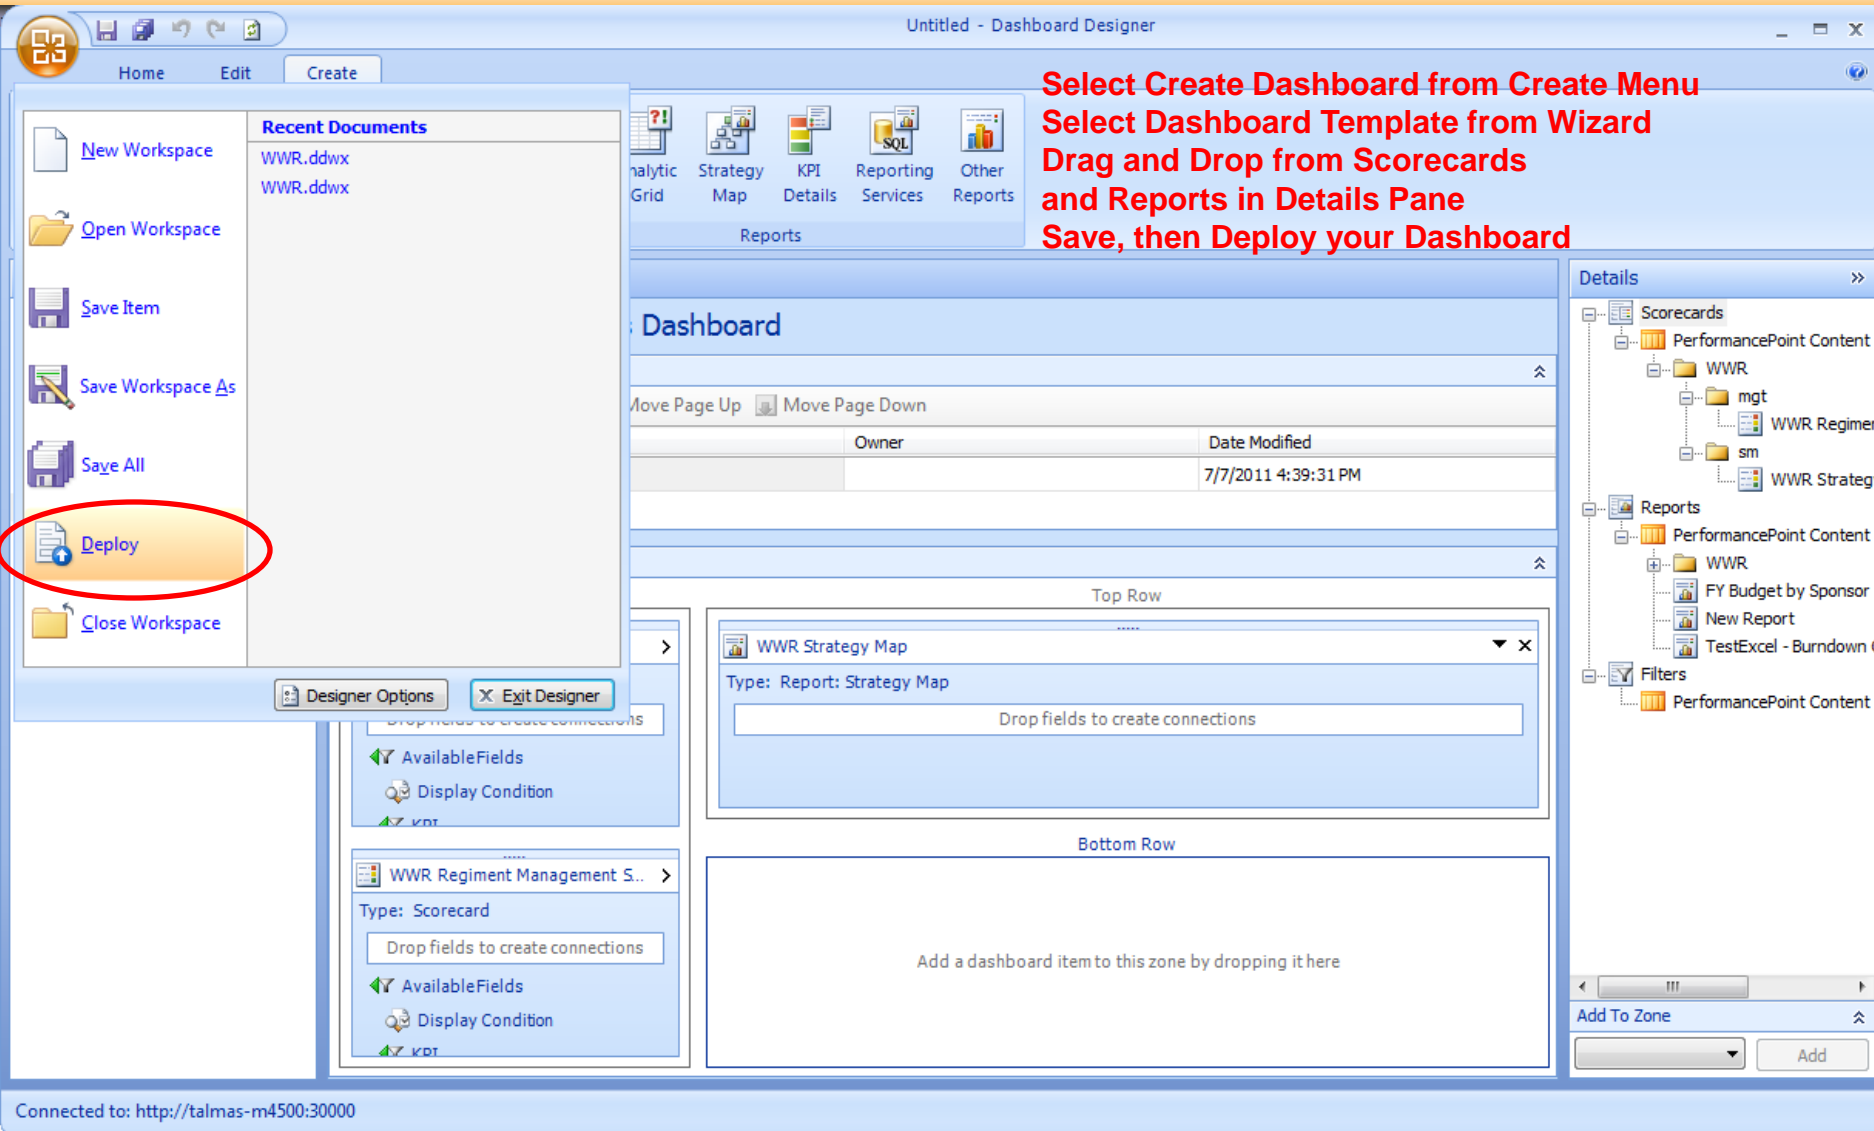 Untitled - Dashboard Designer
Home Edit Create
Select Create Dashboard from Create Menu
Select Dashboard Template from Wizard
Drag and Drop from Scorecards
and Reports in Details Pane
Save, then Deploy your Dashboard
New Workspace
Open Workspace
Save Item
Save Workspace As
Save All
Deploy
Close Workspace
Recent Documents
WWR.ddwx
WWR.ddwx
Designer Options
Exit Designer
Grid
Strategy
Map
KPI
Details
Reporting
Services
SQL
Other
Reports
Reports
Dashboard
Move Page Up Move Page Down
Owner Date Modified
7/7/2011 4:39:31 PM
Top Row
Drop fields to create connections
AvailableFields
Display Condition
KPI
WWR Strategy Map
Type: Report: Strategy Map
Drop fields to create connections
WWR Regiment Management S...
Type: Scorecard
Drop fields to create connections
AvailableFields
Display Condition
KPI
Bottom Row
Add a dashboard item to this zone by dropping it here
Details
Scorecards
PerformancePoint Content
WWR
mgt
WWR Regimen
sm
WWR Strateg
Reports
PerformancePoint Content
WWR
FY Budget by Sponsor
New Report
TestExcel - Burndown
Filters
PerformancePoint Content
Add To Zone
Add
Connected to: http://talmas-m4500:30000